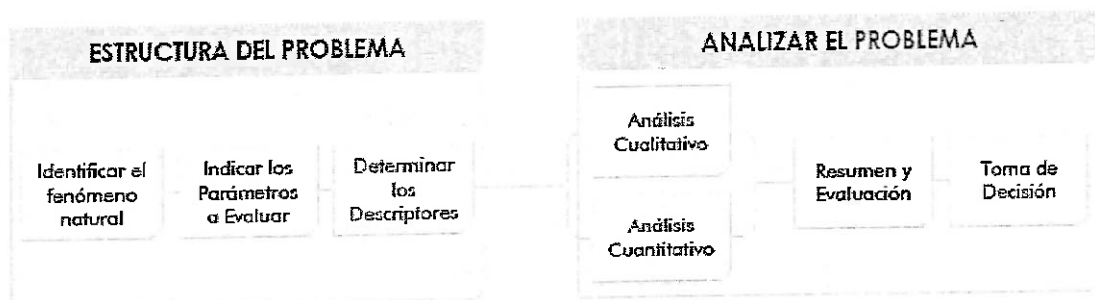 ESTRUCTURA DEL PROBLEMA
Identificar el
fenómeno
natural
Indicar los
Parámetros
a Evaluar
Determinar
los
Descriptores
ANALIZAR EL PROBLEMA
Análisis
Cualitativo
Análisis
Cuantitativo
Resumen y
Evaluación
Toma de
Decisión